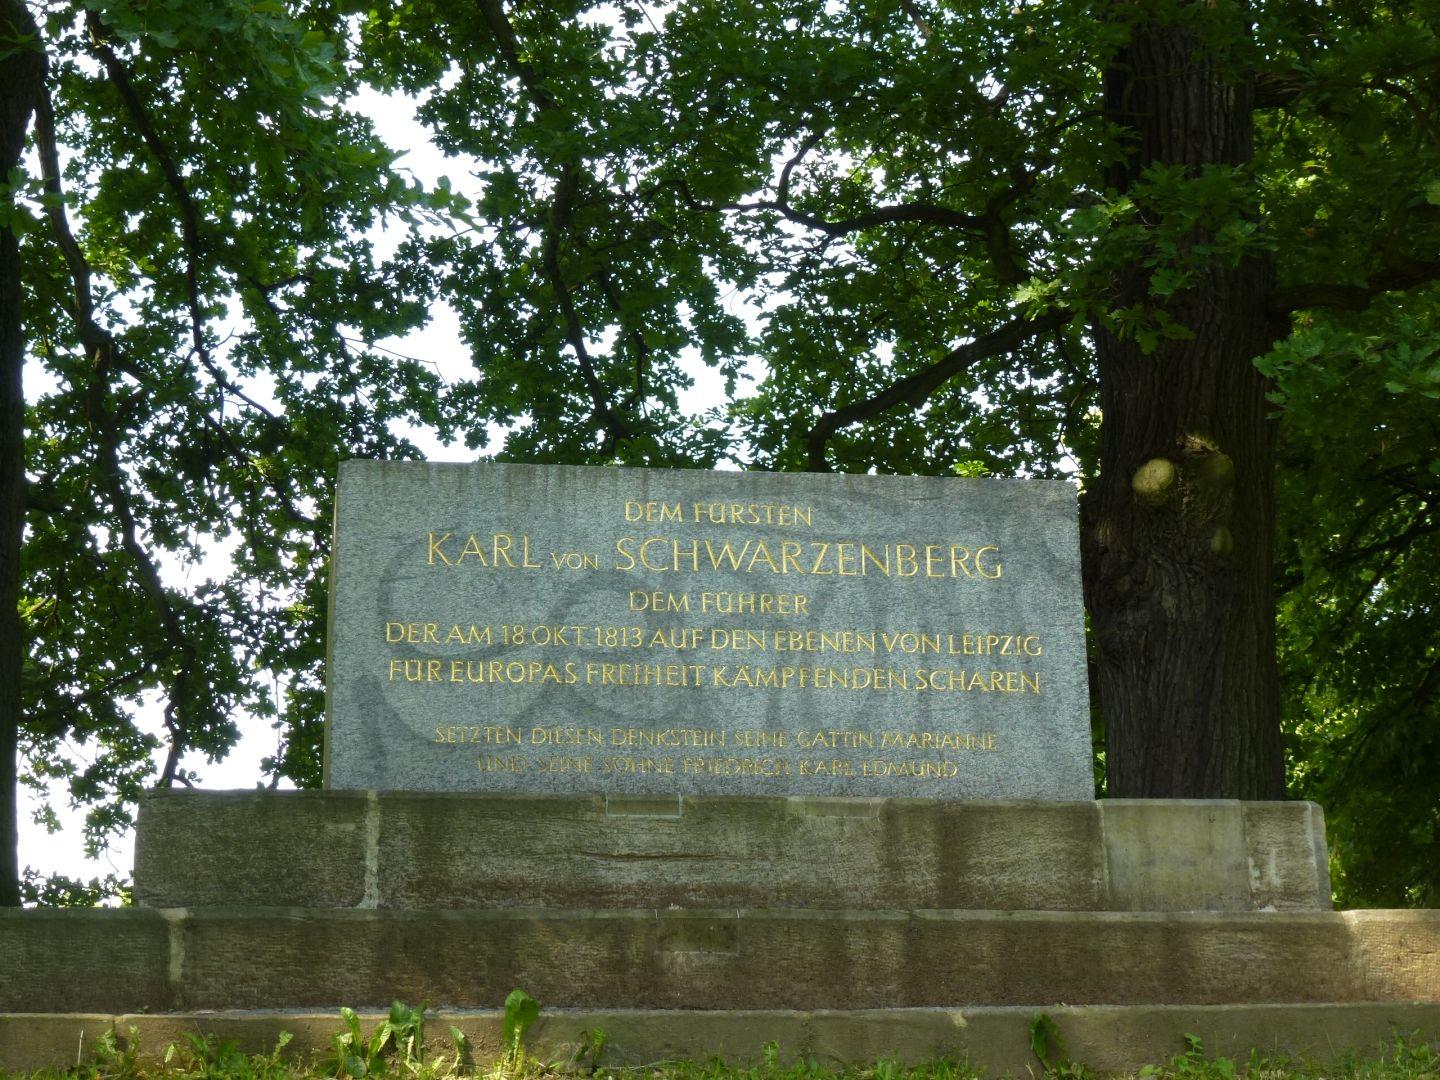 DEM FÜRSTEN
KARL VON SCHWARZENBERG
DEM FÜHRER
DER AM 18 OKT 1813 AUF DEN EBENEN VON LEIPZIG
FÜR EUROPAS FREIHEIT KÄMPFENDEN SCHAREN
SETZTEN DIESEN DENKSTEIN SEINE GATTIN MARIANNE
UND SEINE SÖHNE FRIEDRICH KARL EDMUND